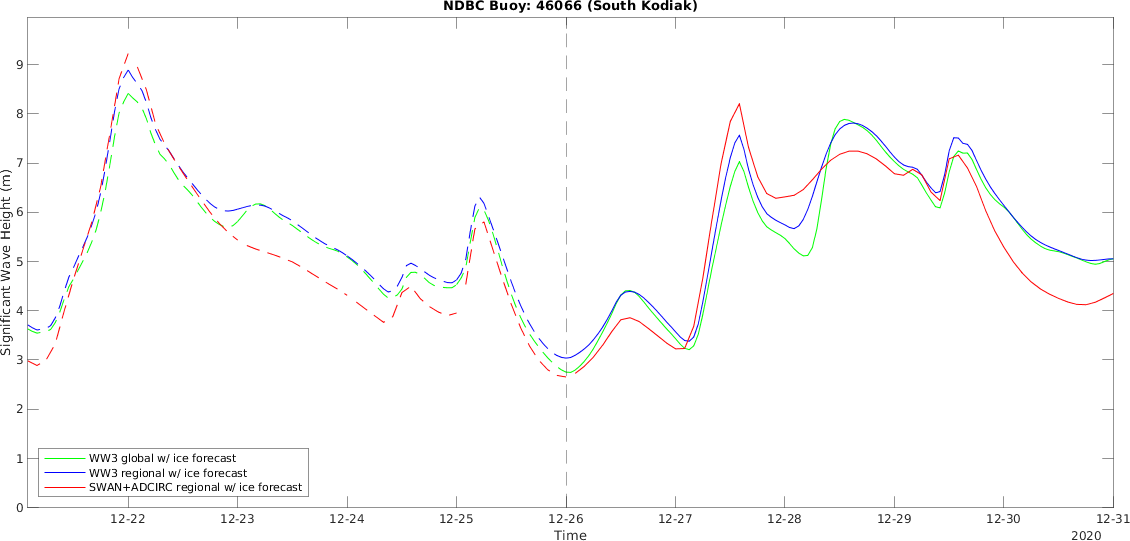 NDBC Buoy: 46066 (South Kodiak)
Significant Wave Height (m)
9
8
7
6
5
4
3
2
1
0
WW3 global w/ ice forecast
WW3 regional w/ ice forecast
SWAN+ADCIRC regional w/ ice forecast
12-22 12-23 12-24 12-25 12-26 12-27 12-28 12-29 12-30 12-31
Time
2020